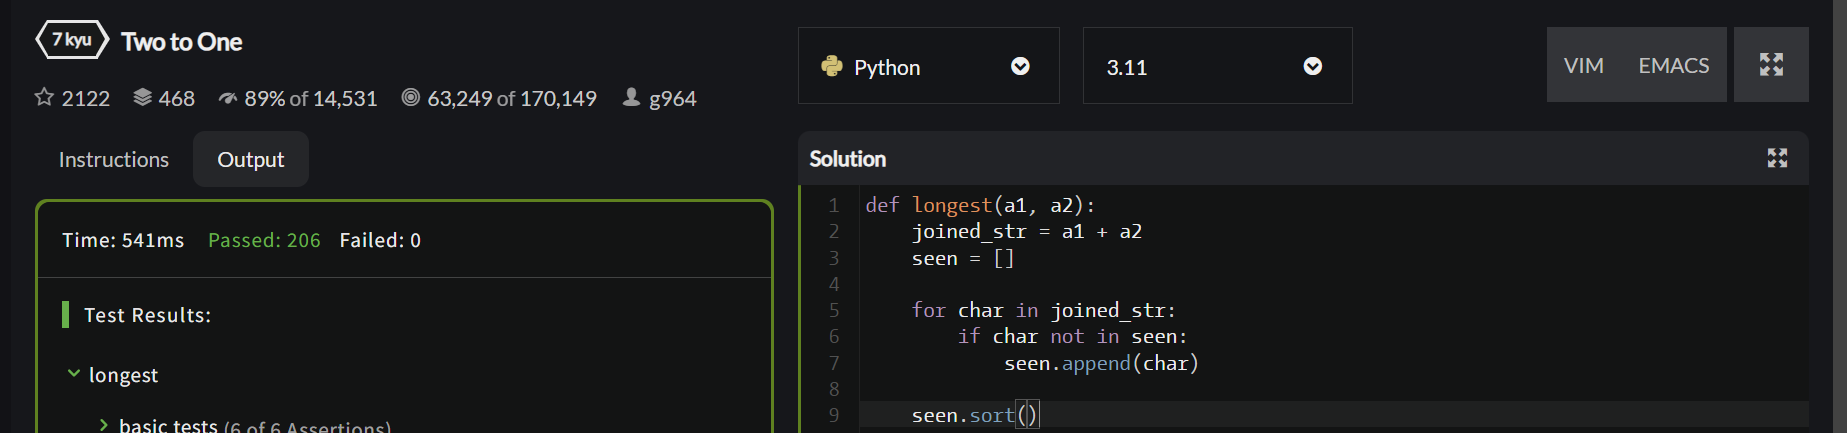 7 kyu Two to One
2122 468 89% of 14,531 63,249 of 170,149 g964
Instructions Output
Time: 541ms Passed: 206 Failed: 0
Test Results:
longest
basic tests (6 of 6 Assertions)
Python 3.11 VIM EMACS
Solution
1 def longest(a1, a2):
2 joined_str = a1 + a2
3 seen = []
4
5 for char in joined_str:
6 if char not in seen:
7 seen.append(char)
8
9 seen.sort()